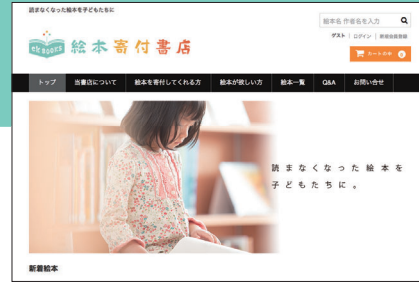 読まなくなった絵本を子どもたちに
絵本名 作者名を入力
ゲスト | ログイン | 新規会員登録
ek Books 絵本寄付書店
カートの中 0
トップ 当書店について 絵本を寄付してくれる方 絵本が欲しい方 絵本一覧 Q&A お問い合せ
読まなくなった絵本を
子どもたちに。
新着絵本